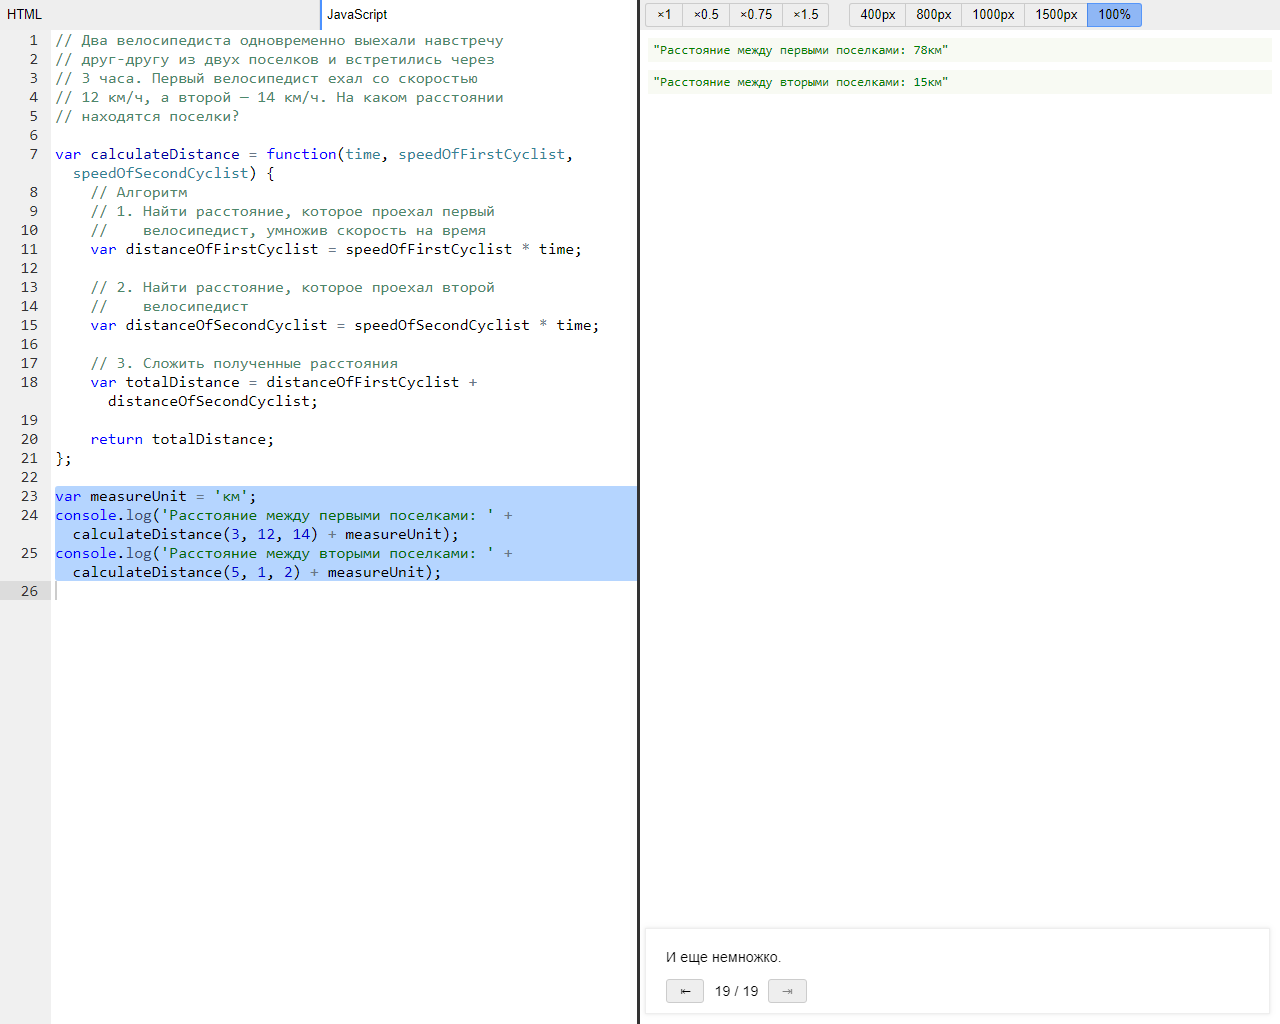 HTML
JavaScript
×1 ×0.5 ×0.75 ×1.5 400px 800px 1000px 1500px 100%
1 // Два велосипедиста одновременно выехали навстречу
2 // друг-другу из двух поселков и встретились через
3 // 3 часа. Первый велосипедист ехал со скоростью
4 // 12 км/ч, а второй — 14 км/ч. На каком расстоянии
5 // находятся поселки?
6
7 var calculateDistance = function(time, speedOfFirstCyclist,
speedOfSecondCyclist) {
8 // Алгоритм
9 // 1. Найти расстояние, которое проехал первый
10 //    велосипедист, умножив скорость на время
11 var distanceOfFirstCyclist = speedOfFirstCyclist * time;
12
13 // 2. Найти расстояние, которое проехал второй
14 //    велосипедист
15 var distanceOfSecondCyclist = speedOfSecondCyclist * time;
16
17 // 3. Сложить полученные расстояния
18 var totalDistance = distanceOfFirstCyclist +
distanceOfSecondCyclist;
19
20 return totalDistance;
21 };
22
23 var measureUnit = 'км';
24 console.log('Расстояние между первыми поселками: ' +
calculateDistance(3, 12, 14) + measureUnit);
25 console.log('Расстояние между вторыми поселками: ' +
calculateDistance(5, 1, 2) + measureUnit);
26
"Расстояние между первыми поселками: 78км"
"Расстояние между вторыми поселками: 15км"
И еще немножко.
⇤ 19 / 19 ⇥